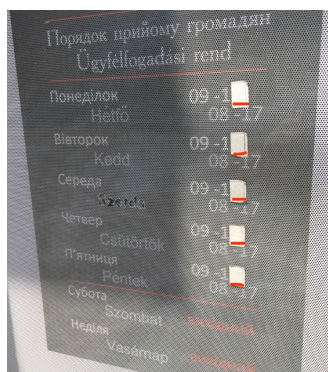 Порядок прийому громадян
Ügyfélfogadási rend
Понеділок 09 -1
Hétfő 08 -17
Вівторок 09 -1
Kedd 08 -17
Середа 09 -1
Szerda 08 -17
Четвер 09 -1
Csütörtök 08 -17
П'ятниця 09 -1
Péntek 08 -17
Субота
Szombat вихідний
Неділя
Vasárnap вихідний